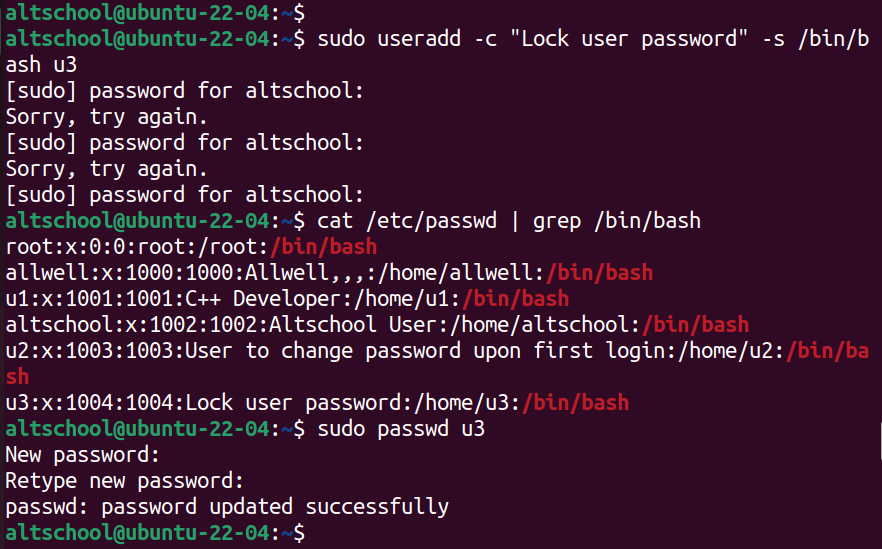 altschool@ubuntu-22-04:~$
altschool@ubuntu-22-04:~$ sudo useradd -c "Lock user password" -s /bin/b
ash u3
[sudo] password for altschool:
Sorry, try again.
[sudo] password for altschool:
Sorry, try again.
[sudo] password for altschool:
altschool@ubuntu-22-04:~$ cat /etc/passwd | grep /bin/bash
root:x:0:0:root:/root:/bin/bash
allwell:x:1000:1000:Allwell,,,:/home/allwell:/bin/bash
u1:x:1001:1001:C++ Developer:/home/u1:/bin/bash
altschool:x:1002:1002:Altschool User:/home/altschool:/bin/bash
u2:x:1003:1003:User to change password upon first login:/home/u2:/bin/ba
sh
u3:x:1004:1004:Lock user password:/home/u3:/bin/bash
altschool@ubuntu-22-04:~$ sudo passwd u3
New password:
Retype new password:
passwd: password updated successfully
altschool@ubuntu-22-04:~$